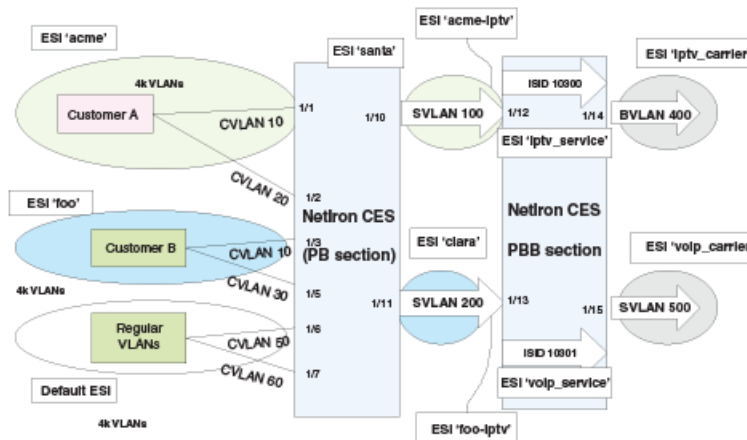 ESI 'acme'
4k VLANs
Customer A
CVLAN 10
CVLAN 20
ESI 'foo'
Customer B
CVLAN 10
CVLAN 30
4k VLANs
Regular
VLANs
CVLAN 50
CVLAN 60
Default ESI
4k VLANs
ESI 'santa'
1/1
1/2
1/3
1/5
1/6
1/7
1/10
1/11
NetIron CES
(PB section)
ESI 'acme-iptv'
SVLAN 100
ESI 'clara'
SVLAN 200
ESI 'foo-iptv'
ISID 10300
1/12
1/14
ESI 'iptv_service'
NetIron CES
PBB section
1/13
1/15
ISID 10301
ESI 'voip_service'
ESI 'iptv_carrier
BVLAN 400
ESI 'voip_carrier
SVLAN 500